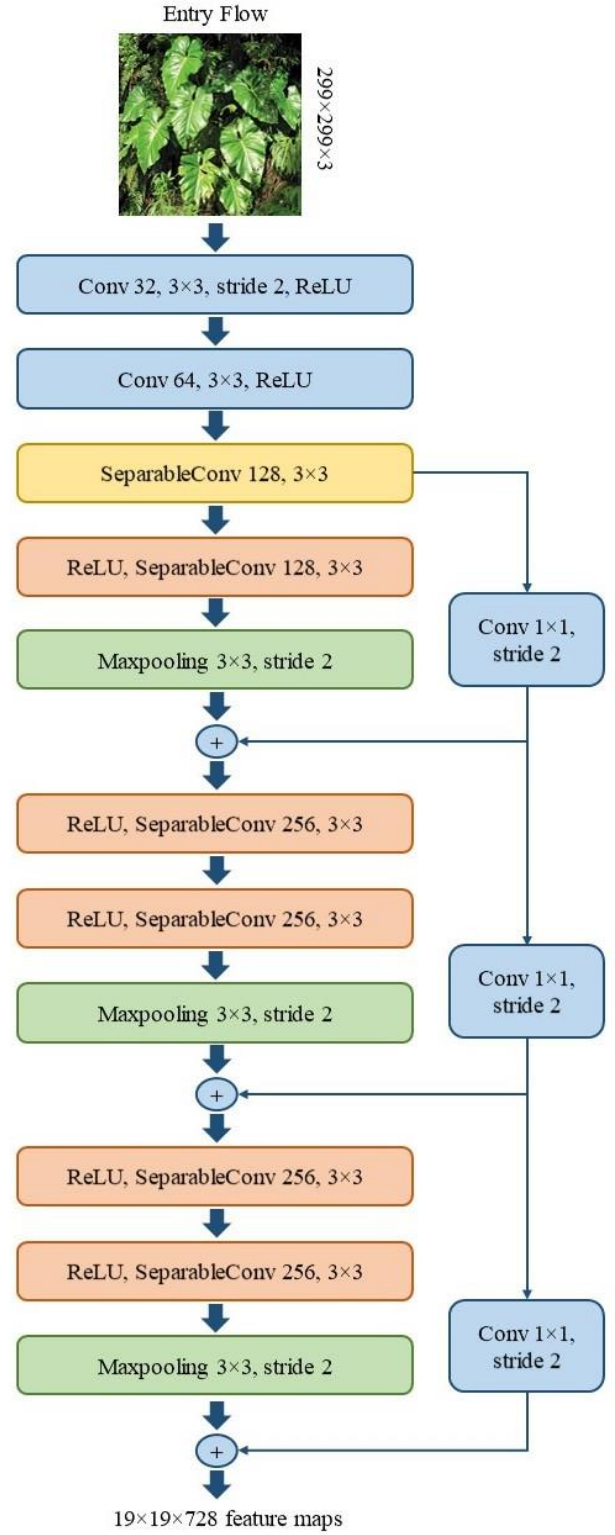 Entry Flow
299×299×3
Conv 32, 3×3, stride 2, ReLU
Conv 64, 3×3, ReLU
SeparableConv 128, 3×3
ReLU, SeparableConv 128, 3×3
Conv 1×1,
stride 2
Maxpooling 3×3, stride 2
+
ReLU, SeparableConv 256, 3×3
ReLU, SeparableConv 256, 3×3
Conv 1×1,
stride 2
Maxpooling 3×3, stride 2
+
ReLU, SeparableConv 256, 3×3
ReLU, SeparableConv 256, 3×3
Conv 1×1,
stride 2
Maxpooling 3×3, stride 2
+
19×19×728 feature maps